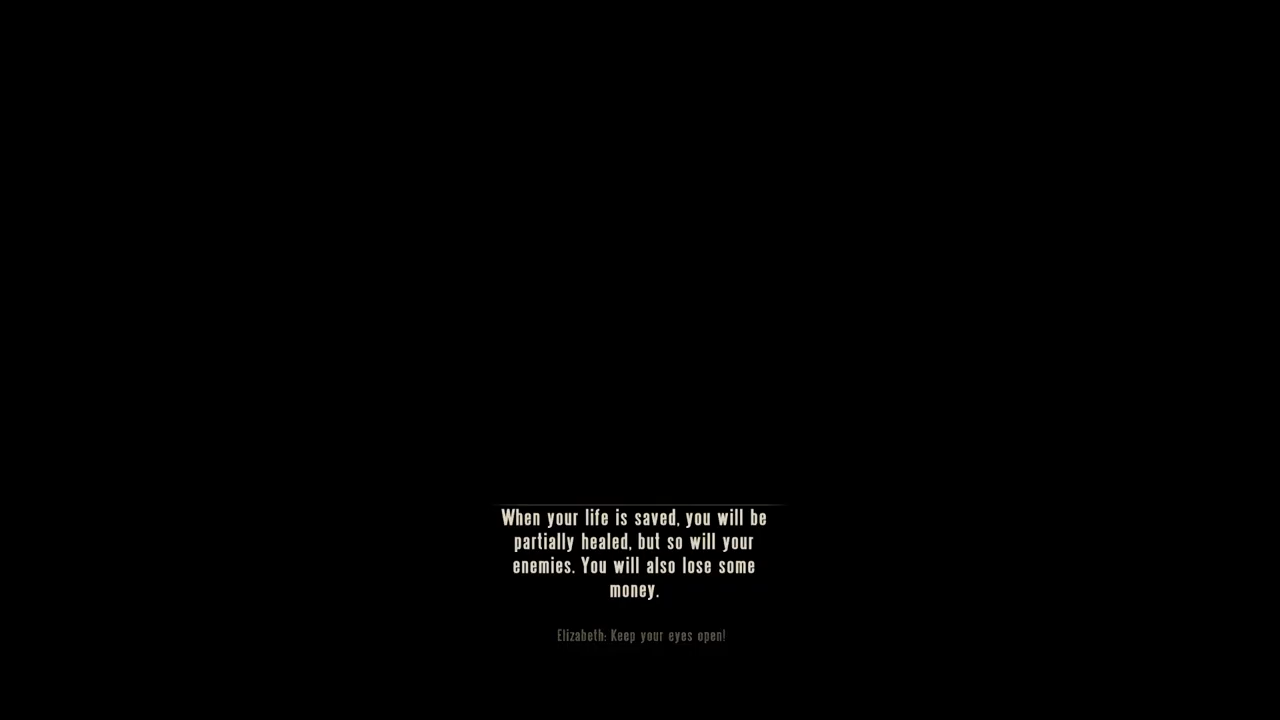 When your life is saved, you will be
partially healed, but so will your
enemies. You will also lose some
money.
Elizabeth: Keep your eyes open!